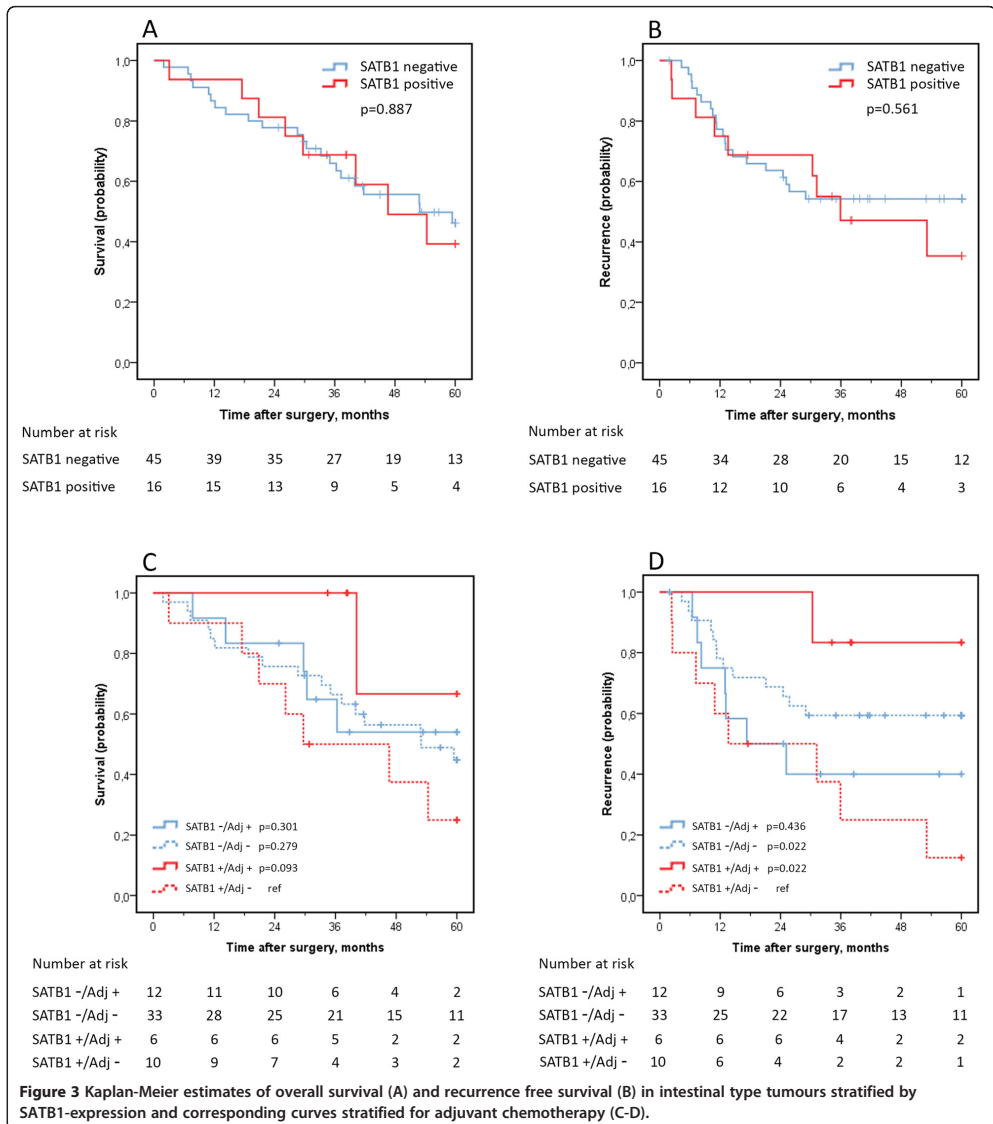 A
1,0
0,8
0,6
0,4
0,2
0,0
Survival (probability)
SATB1 negative
SATB1 positive
p=0.887
0 12 24 36 48 60
Time after surgery, months
Number at risk
SATB1 negative 45 39 35 27 19 13
SATB1 positive 16 15 13 9 5 4
B
1,0
0,8
0,6
0,4
0,2
0,0
Recurrence (probability)
SATB1 negative
SATB1 positive
p=0.561
0 12 24 36 48 60
Time after surgery, months
Number at risk
SATB1 negative 45 34 28 20 15 12
SATB1 positive 16 12 10 6 4 3
C
1,0
0,8
0,6
0,4
0,2
0,0
Survival (probability)
SATB1 -/Adj + p=0.301
SATB1 -/Adj - p=0.279
SATB1 +/Adj + p=0.093
SATB1 +/Adj - ref
0 12 24 36 48 60
Time after surgery, months
Number at risk
SATB1 -/Adj + 12 11 10 6 4 2
SATB1 -/Adj - 33 28 25 21 15 11
SATB1 +/Adj + 6 6 6 5 2 2
SATB1 +/Adj - 10 9 7 4 3 2
D
1,0
0,8
0,6
0,4
0,2
0,0
Recurrence (probability)
SATB1 -/Adj + p=0.436
SATB1 -/Adj - p=0.022
SATB1 +/Adj + p=0.022
SATB1 +/Adj - ref
0 12 24 36 48 60
Time after surgery, months
Number at risk
SATB1 -/Adj + 12 9 6 3 2 1
SATB1 -/Adj - 33 25 22 17 13 11
SATB1 +/Adj + 6 6 6 4 2 2
SATB1 +/Adj - 10 6 4 2 2 1
Figure 3 Kaplan-Meier estimates of overall survival (A) and recurrence free survival (B) in intestinal type tumours stratified by
SATB1-expression and corresponding curves stratified for adjuvant chemotherapy (C-D).